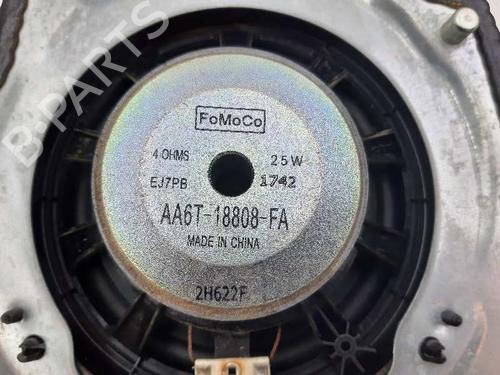 FoMoCo
4 OHMS 25W
EJ7PB 1742
AA6T-18808-FA
MADE IN CHINA
2H622F
B-PARTS